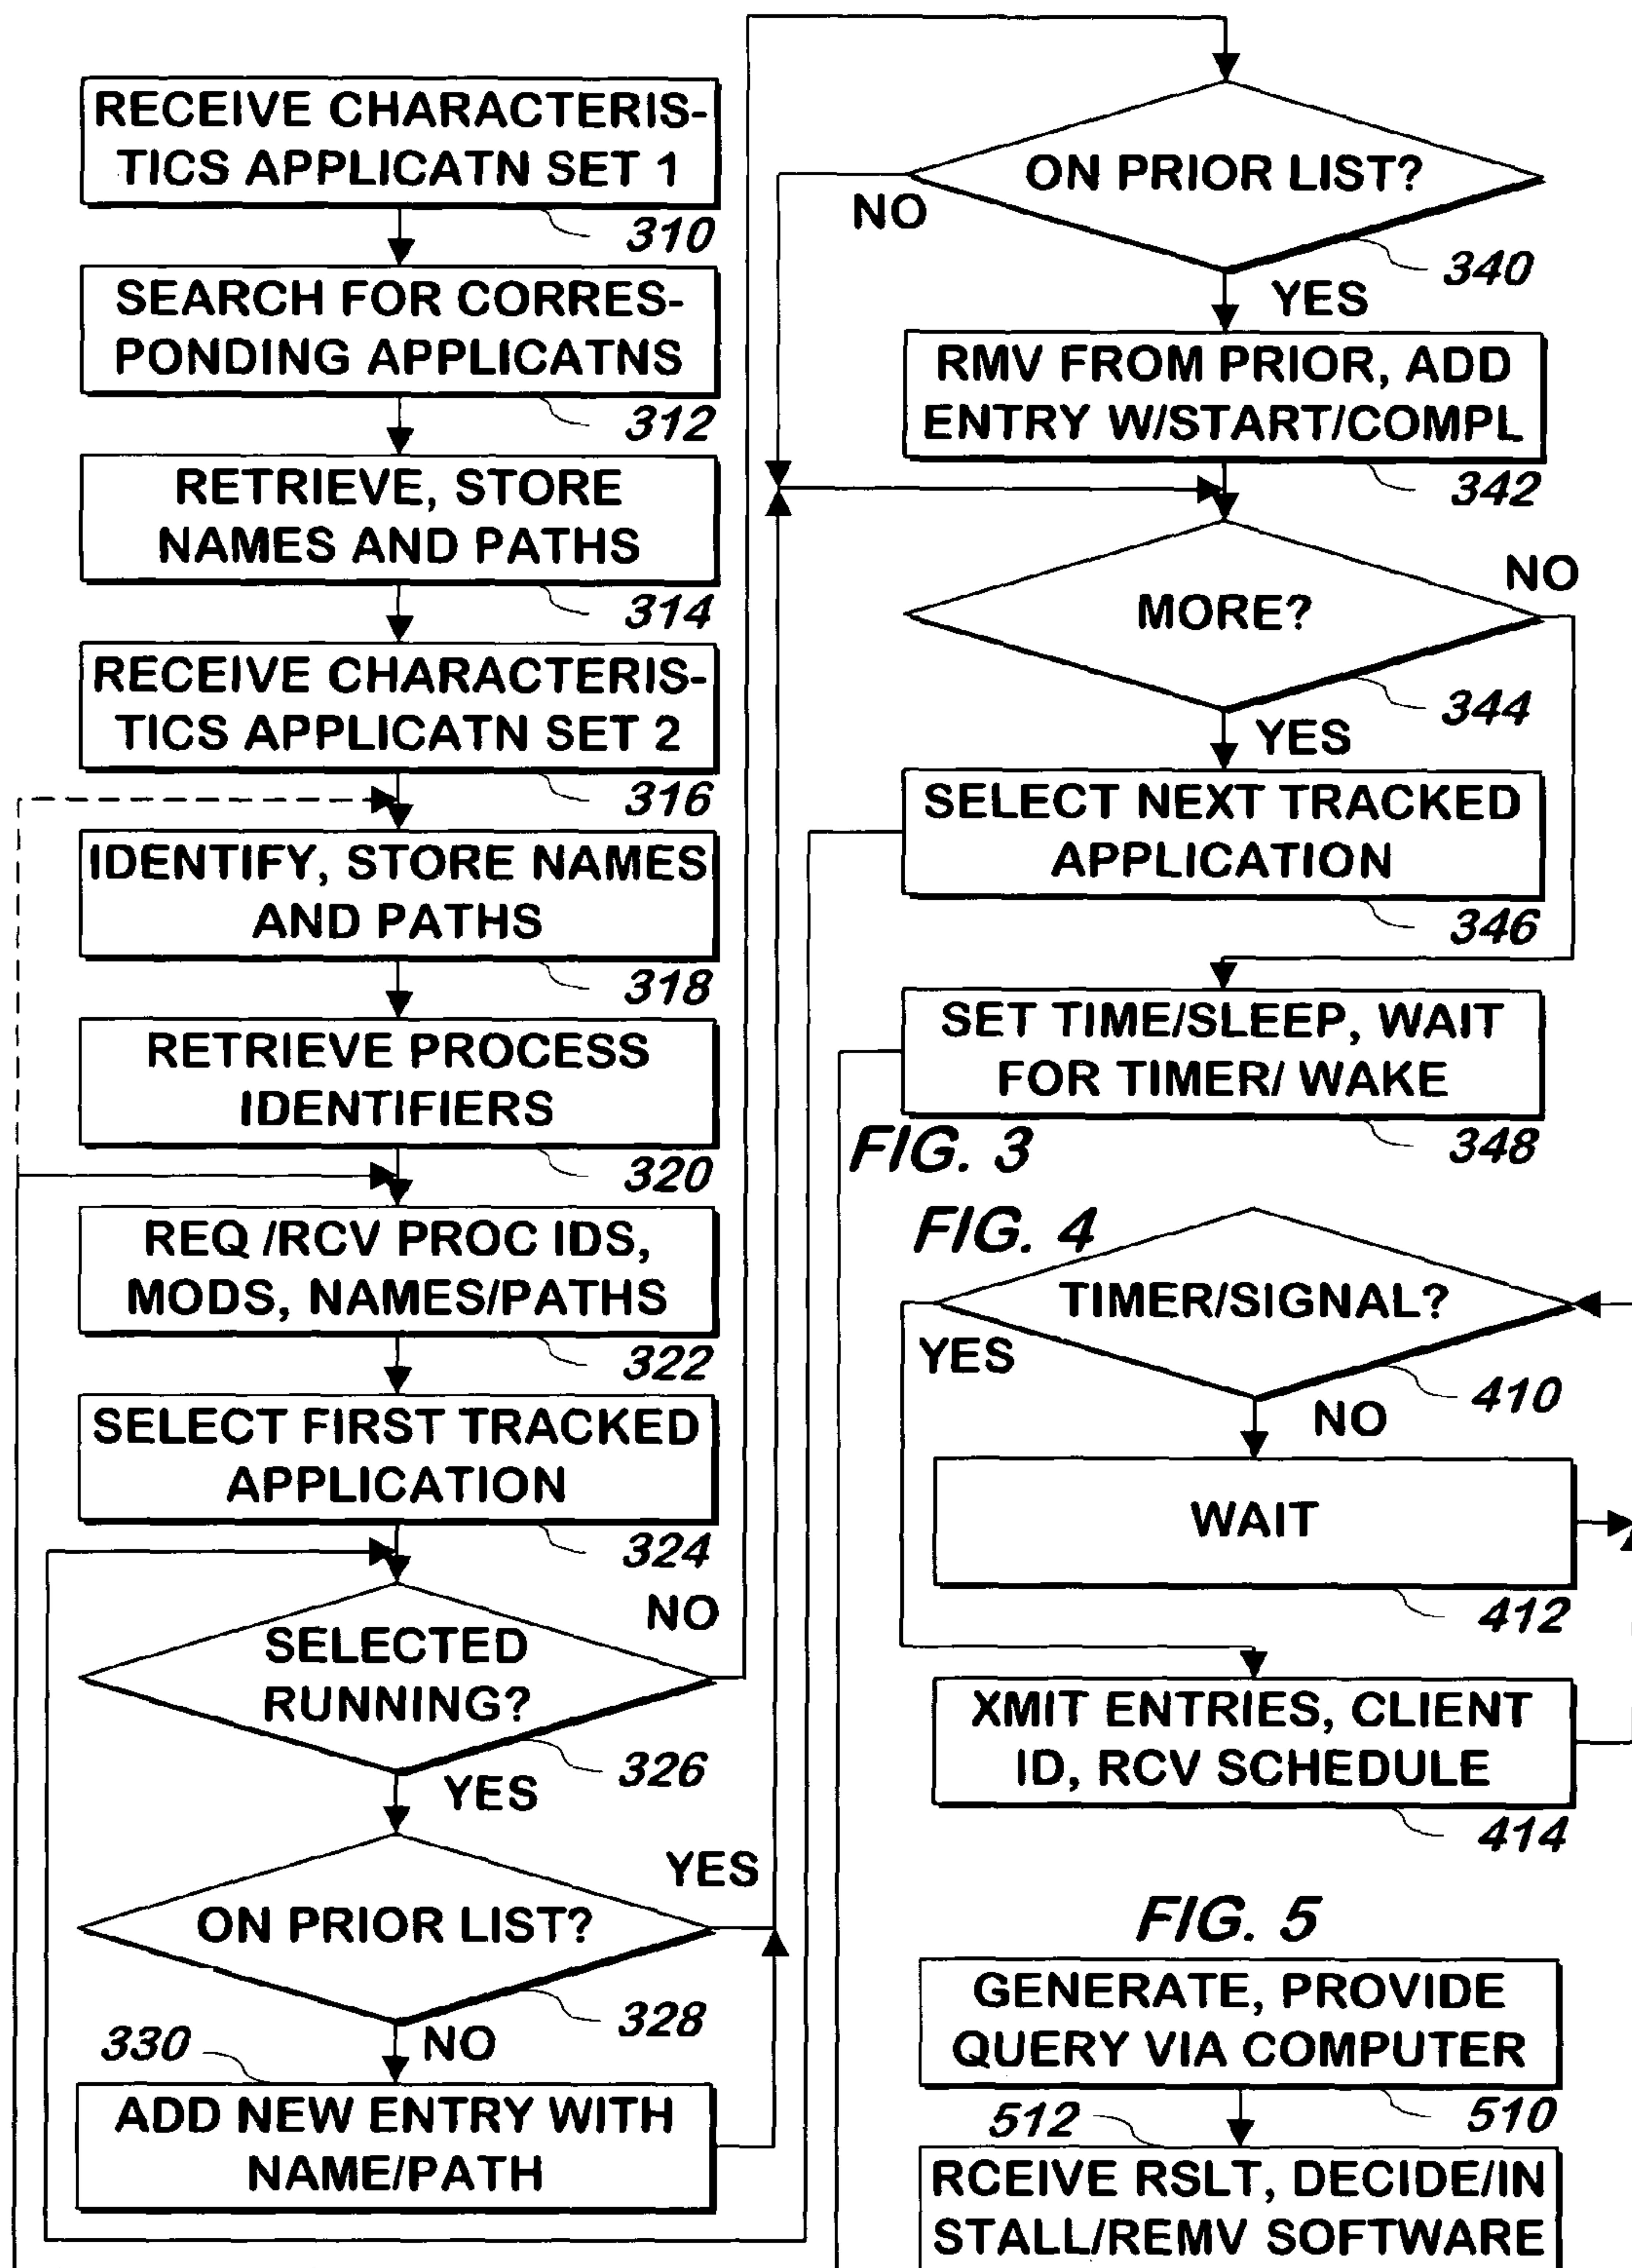 RECEIVE CHARACTERIS-
TICS APPLICATN SET 1
310
SEARCH FOR CORRES-
PONDING APPLICATNS
312
RETRIEVE, STORE
NAMES AND PATHS
314
RECEIVE CHARACTERIS-
TICS APPLICATN SET 2
316
IDENTIFY, STORE NAMES
AND PATHS
318
RETRIEVE PROCESS
IDENTIFIERS
320
REQ /RCV PROC IDS,
MODS, NAMES/PATHS
322
SELECT FIRST TRACKED
APPLICATION
324
NO
SELECTED
RUNNING?
326
YES
YES
ON PRIOR LIST?
328
330
NO
ADD NEW ENTRY WITH
NAME/PATH
ON PRIOR LIST?
NO
340
YES
RMV FROM PRIOR, ADD
ENTRY W/START/COMPL
342
NO
MORE?
344
YES
SELECT NEXT TRACKED
APPLICATION
346
SET TIME/SLEEP, WAIT
FOR TIMER/ WAKE
348
FIG. 3
FIG. 4
TIMER/SIGNAL?
YES
410
NO
WAIT
412
XMIT ENTRIES, CLIENT
ID, RCV SCHEDULE
414
FIG. 5
GENERATE, PROVIDE
QUERY VIA COMPUTER
510
512
RCEIVE RSLT, DECIDE/IN
STALL/REMV SOFTWARE